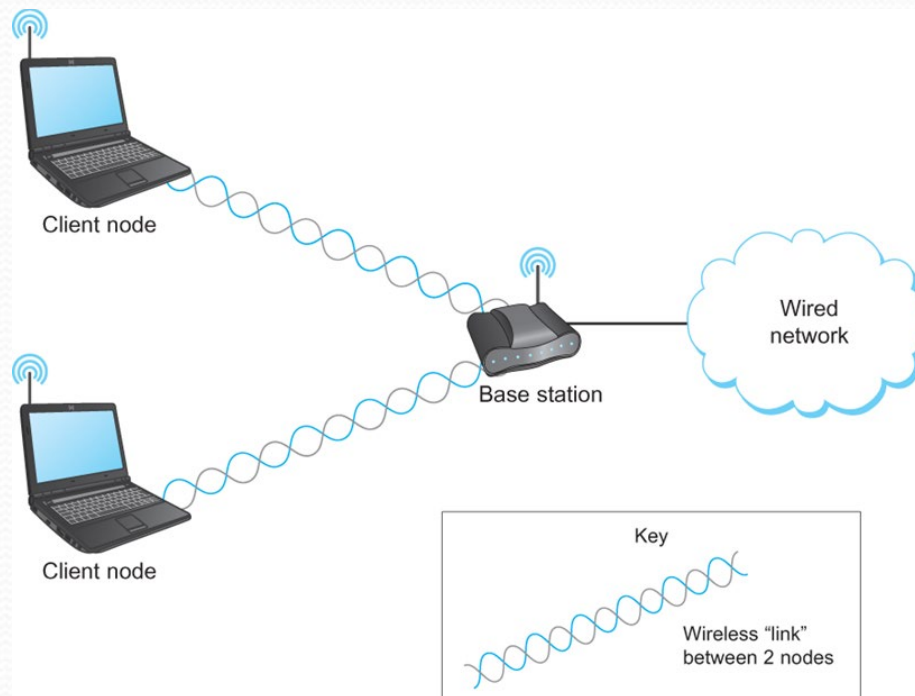 Client node
Wired
network
Base station
Client node
Key
Wireless “link”
between 2 nodes